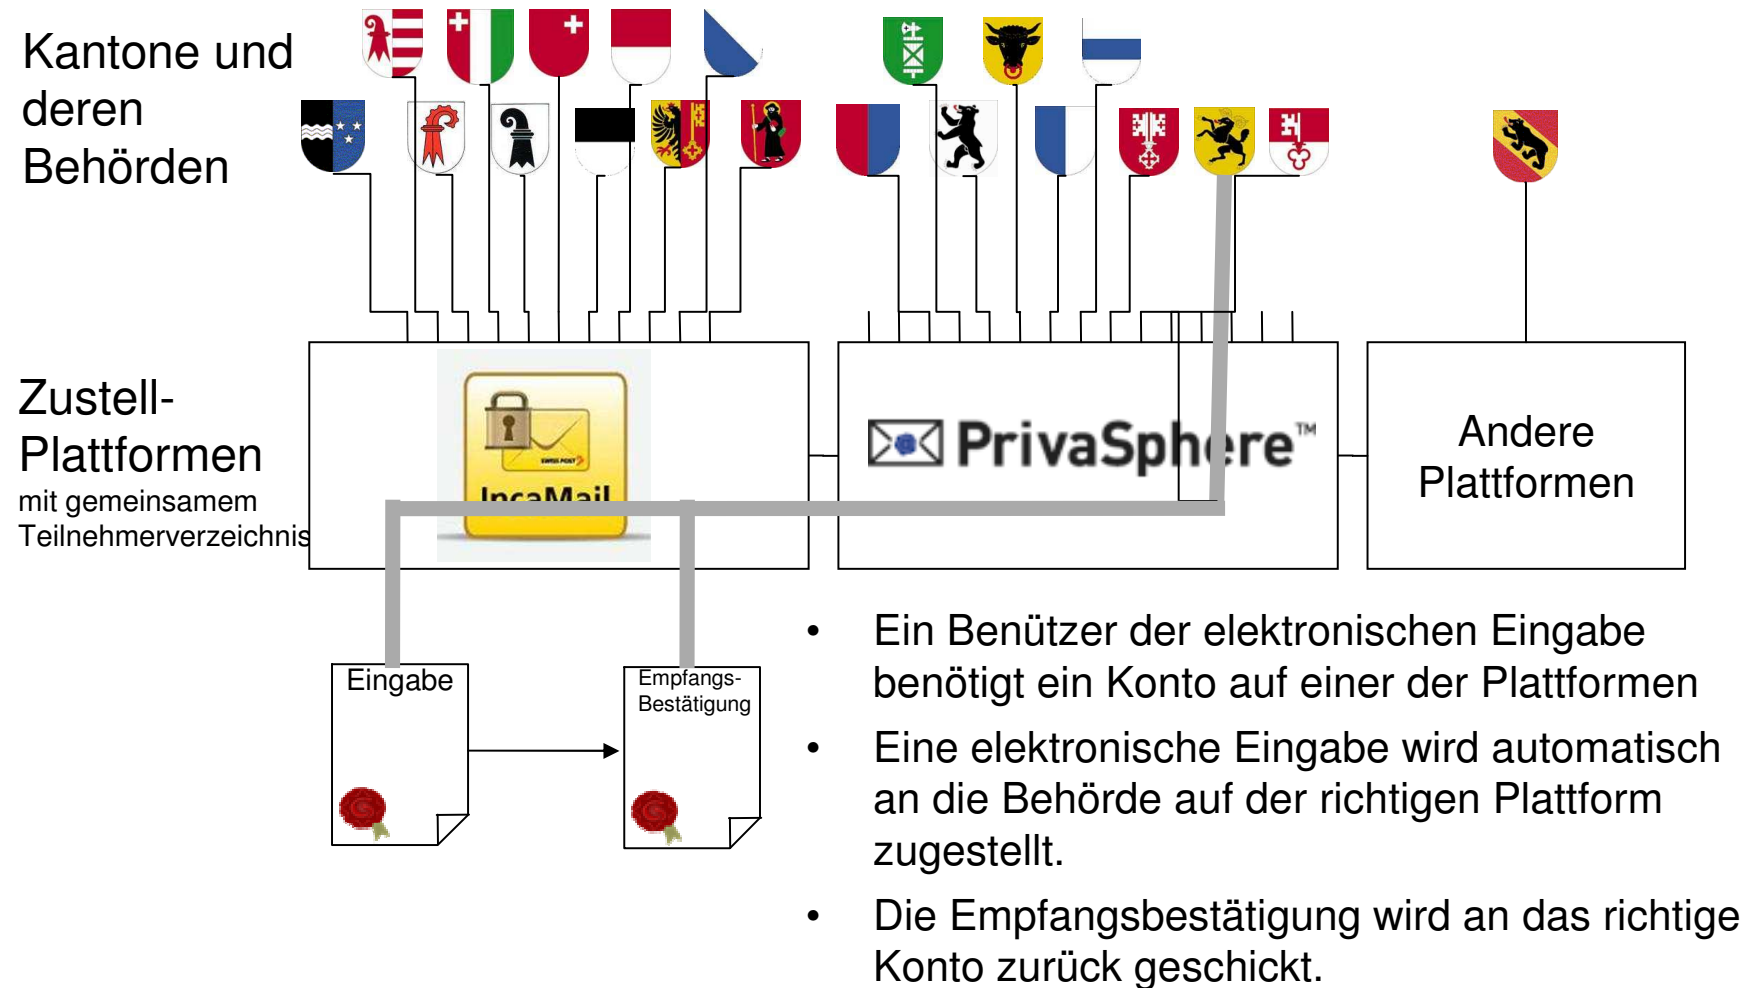 Kantone und
deren
Behörden
Zustell-
Plattformen
mit gemeinsamem
Teilnehmerverzeichnis
SWISS POST
IncaMail
PrivaSphere™
Andere
Plattformen
Eingabe
Empfangs-
Bestätigung
• Ein Benützer der elektronischen Eingabe
benötigt ein Konto auf einer der Plattformen
• Eine elektronische Eingabe wird automatisch
an die Behörde auf der richtigen Plattform
zugestellt.
• Die Empfangsbestätigung wird an das richtige
Konto zurück geschickt.